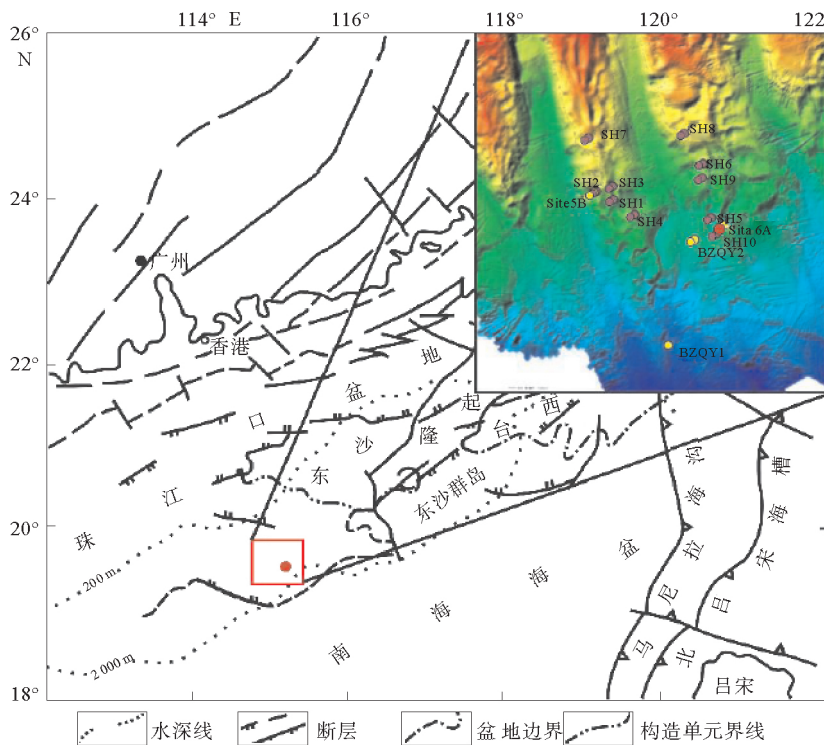 114° E 116° 118° 120° 122
26°
N
24°
22°
20°
18°
SH7
SH8
SH6
SH9
SH2
SH3
Site5B
SH1
SH4
SH5
Sita 6A
SH10
BZQY2
BZQY1
广州
香港
珠江口盆地
东沙隆起
台西
东沙群岛
200 m
2 000 m
南海海盆
马尼拉海沟
北吕宋海槽
吕宋
水深线
断层
盆地边界
构造单元界线